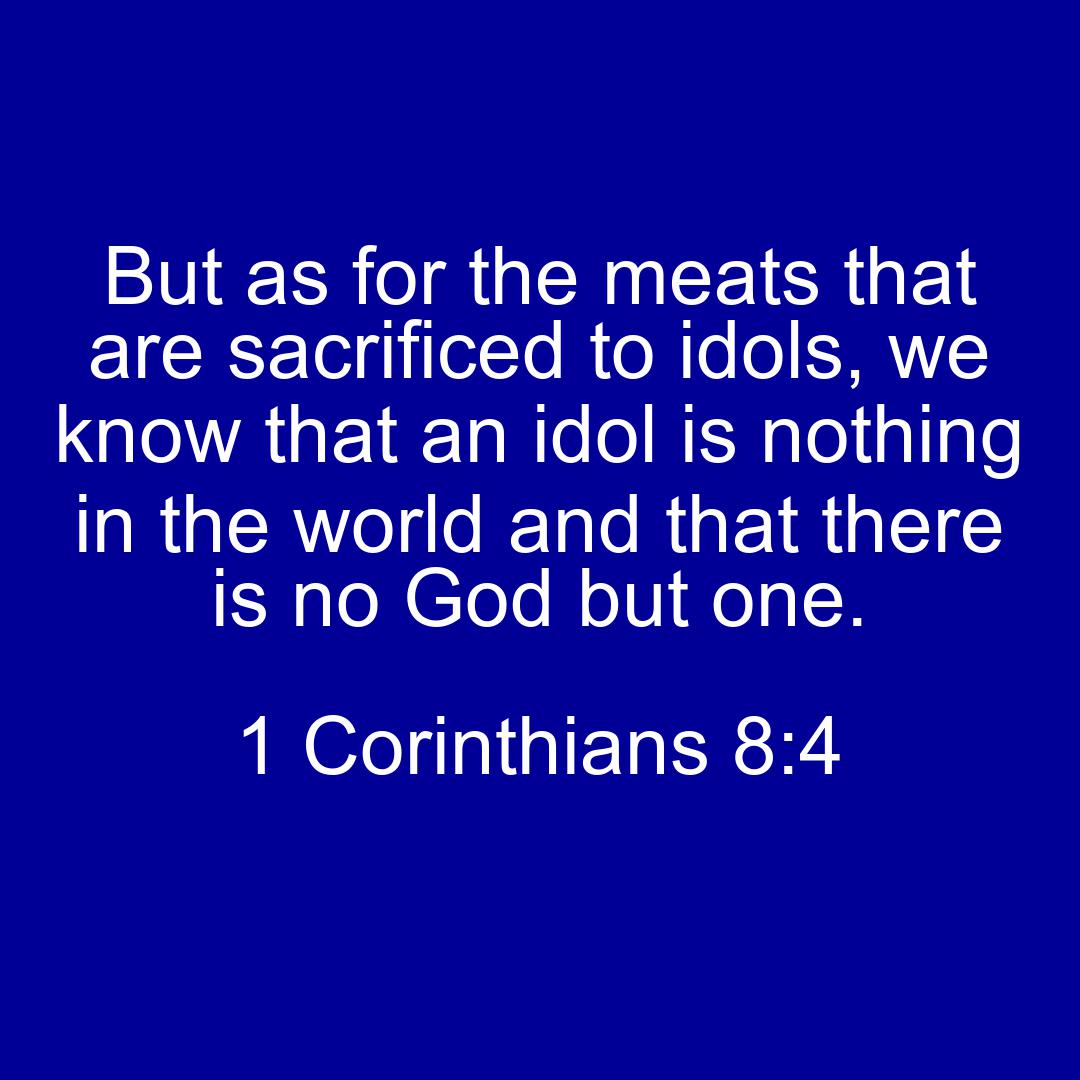 But as for the meats that
are sacrificed to idols, we
know that an idol is nothing
in the world and that there
is no God but one.
1 Corinthians 8:4